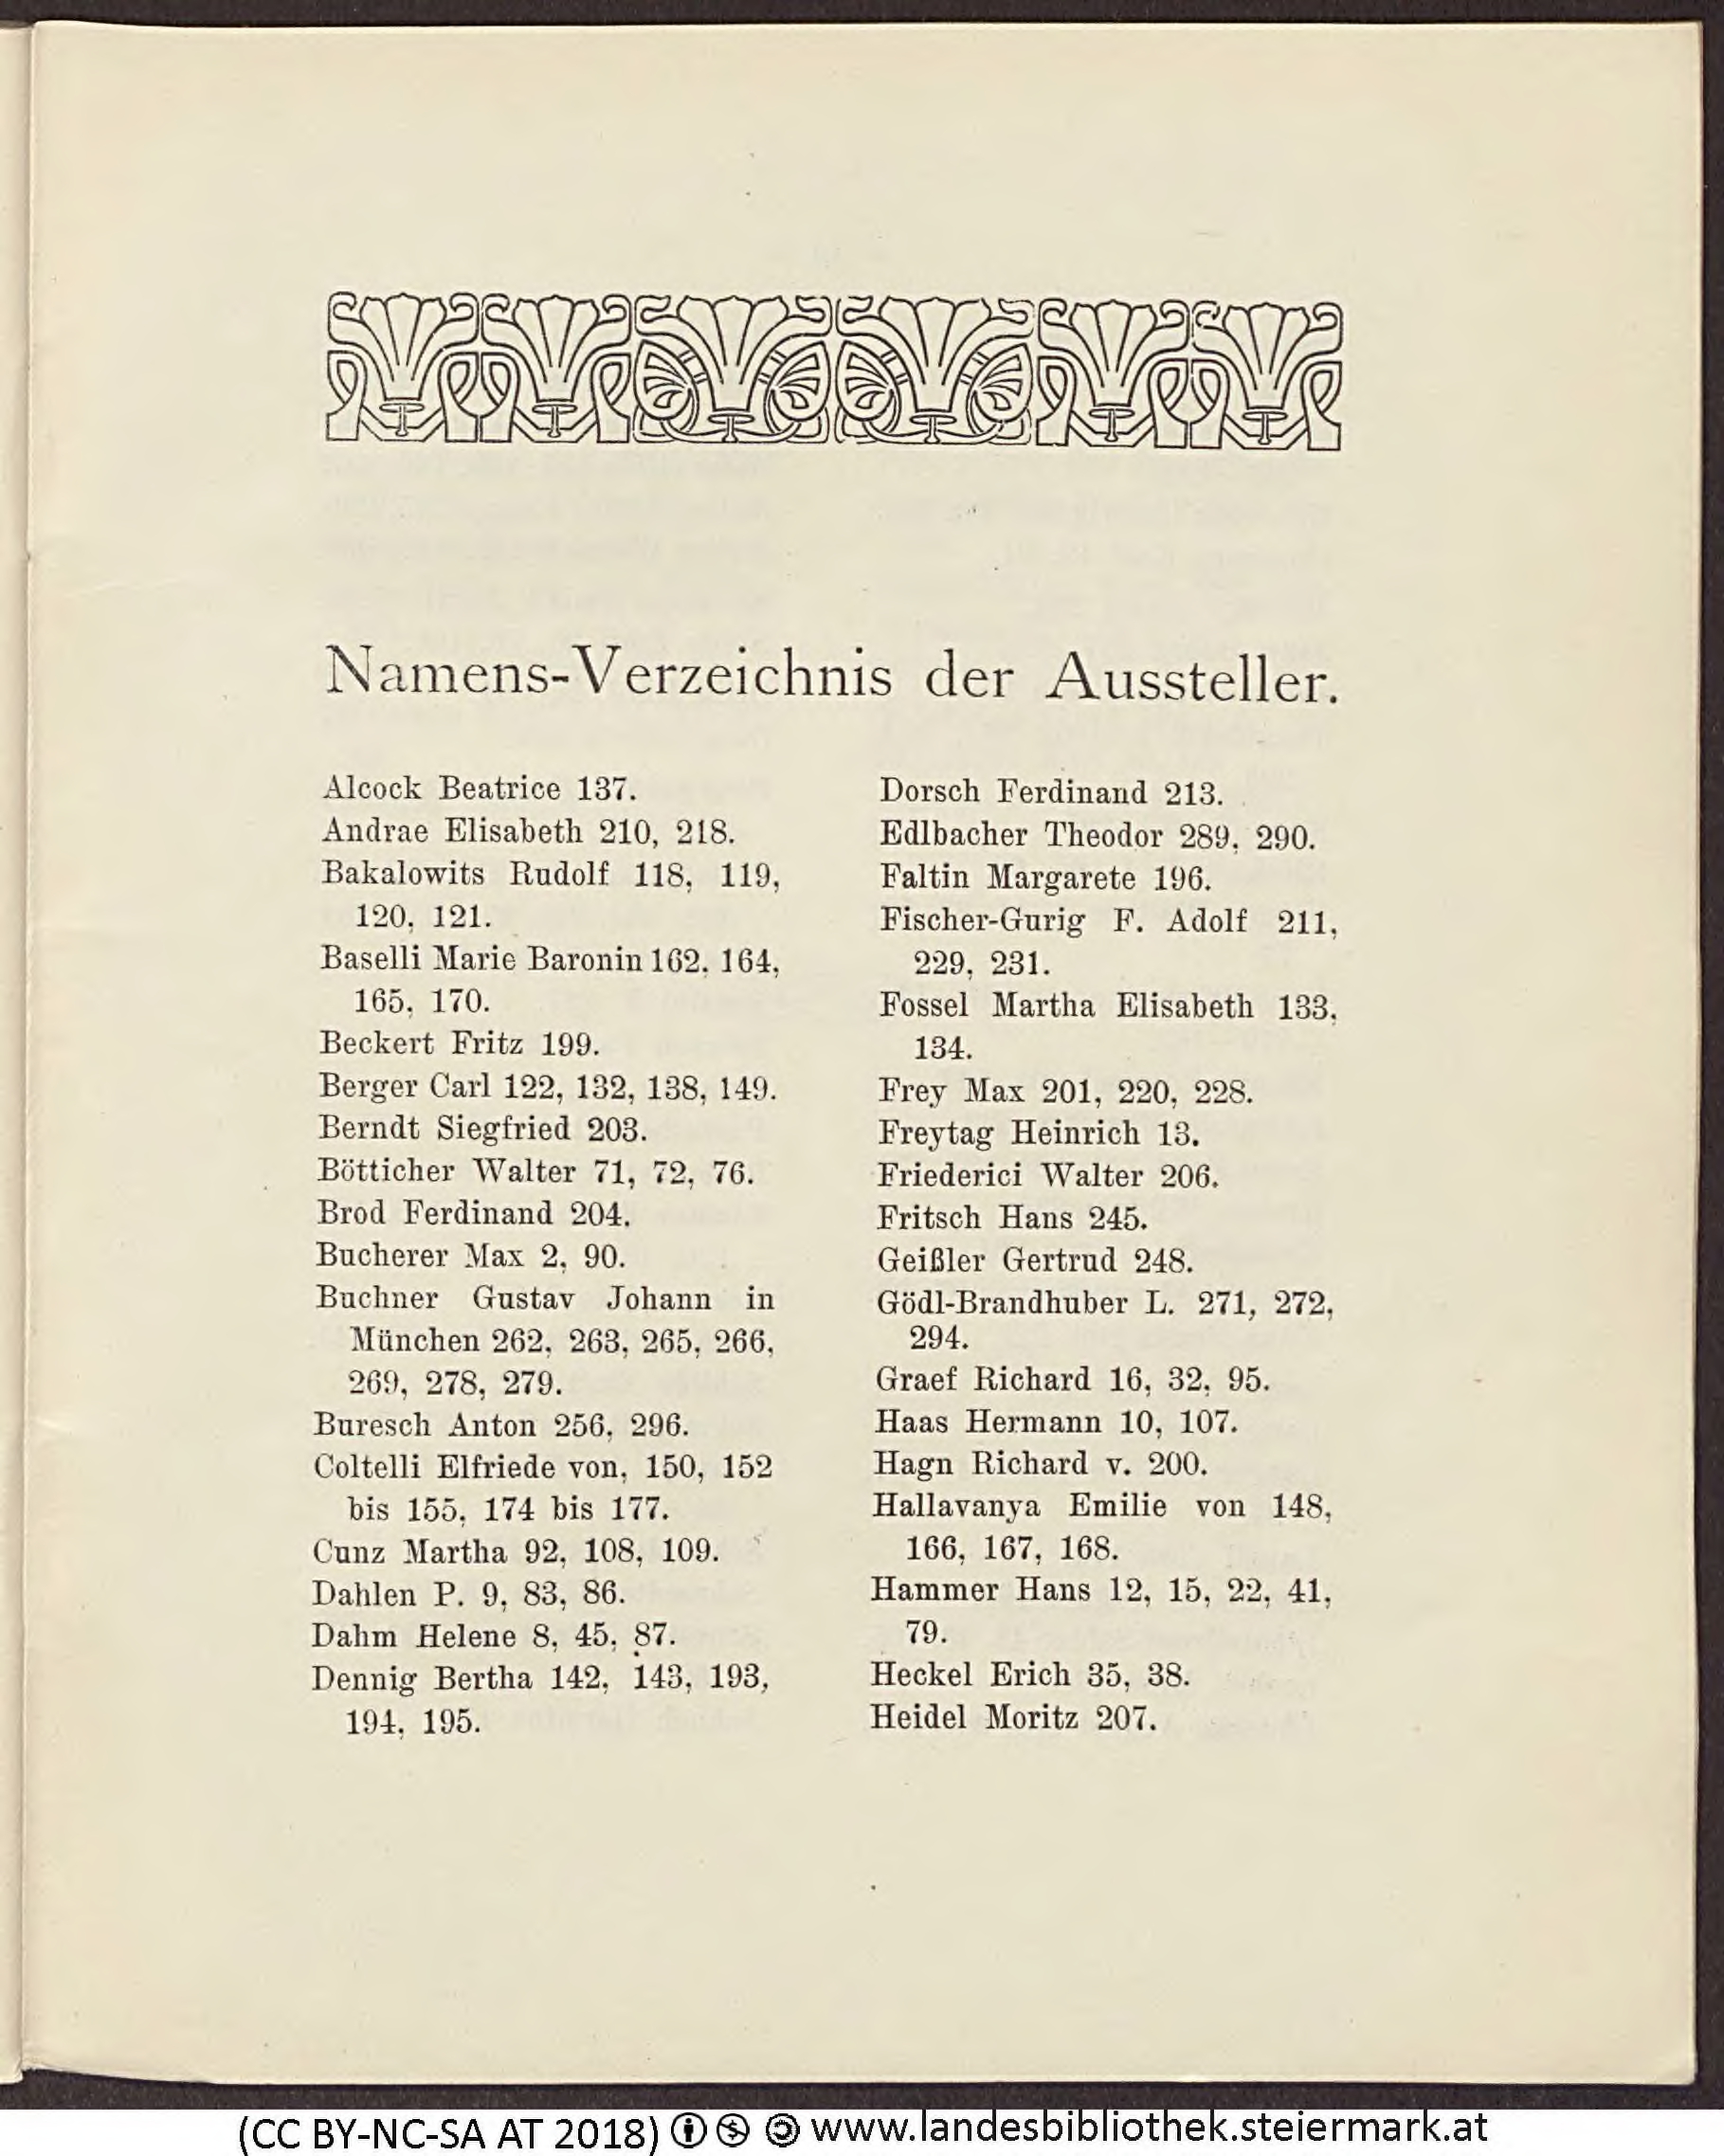 Namens-Verzeichnis der Aussteller.
Alcock Beatrice 137.
Andrae Elisabeth 210, 218.
Bakalowits Rudolf 118, 119,
120, 121.
Baselli Marie Baronin 162, 164,
165, 170.
Beckert Fritz 199.
Berger Carl 122, 132, 138, 149.
Berndt Siegfried 203.
Bötticher Walter 71, 72, 76.
Brod Ferdinand 204.
Bucherer Max 2, 90.
Buchner Gustav Johann in
München 262, 263, 265, 266,
269, 278, 279.
Buresch Anton 256, 296.
Coltelli Elfriede von, 150, 152
bis 155, 174 bis 177.
Cunz Martha 92, 108, 109.
Dahlen P. 9, 83, 86.
Dahm Helene 8, 45, 87.
Dennig Bertha 142, 143, 193,
194, 195.
Dorsch Ferdinand 213.
Edlbacher Theodor 289, 290.
Faltin Margarete 196.
Fischer-Gurig F. Adolf 211,
229, 231.
Fossel Martha Elisabeth 133,
134.
Frey Max 201, 220, 228.
Freytag Heinrich 13.
Friederici Walter 206.
Fritsch Hans 245.
Geißler Gertrud 248.
Gödl-Brandhuber L. 271, 272,
294.
Graef Richard 16, 32, 95.
Haas Hermann 10, 107.
Hagn Richard v. 200.
Hallavanya Emilie von 148,
166, 167, 168.
Hammer Hans 12, 15, 22, 41,
79.
Heckel Erich 35, 38.
Heidel Moritz 207.
(CC BY-NC-SA AT 2018) www.landesbibliothek.steiermark.at